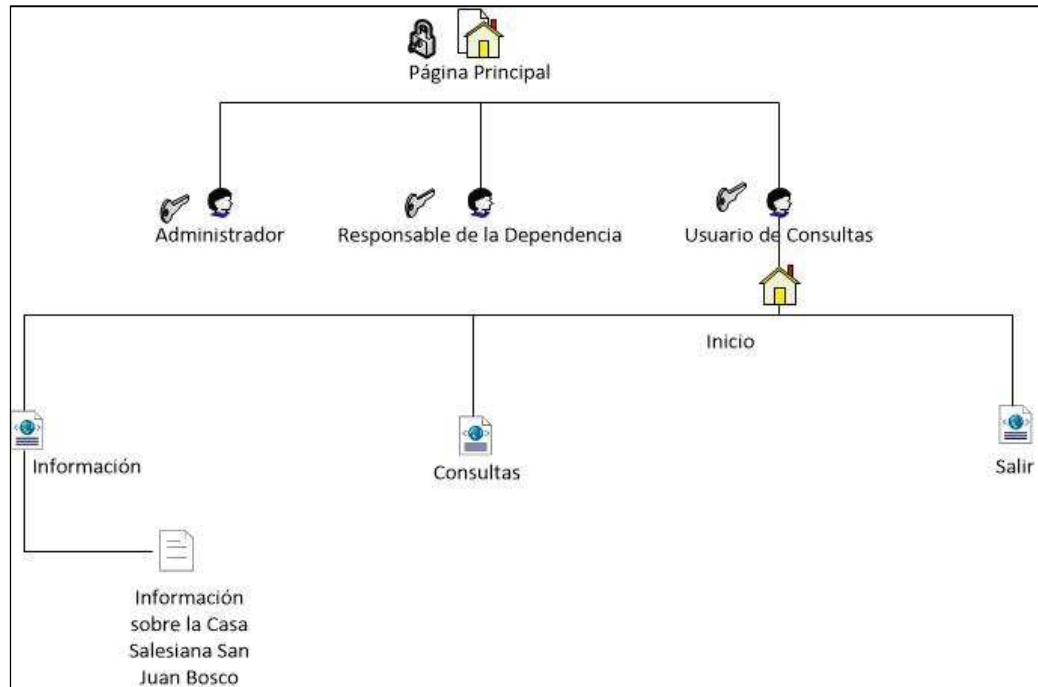 Página Principal
Administrador
Responsable de la Dependencia
Usuario de Consultas
Inicio
Información
Consultas
Salir
Información
sobre la Casa
Salesiana San
Juan Bosco